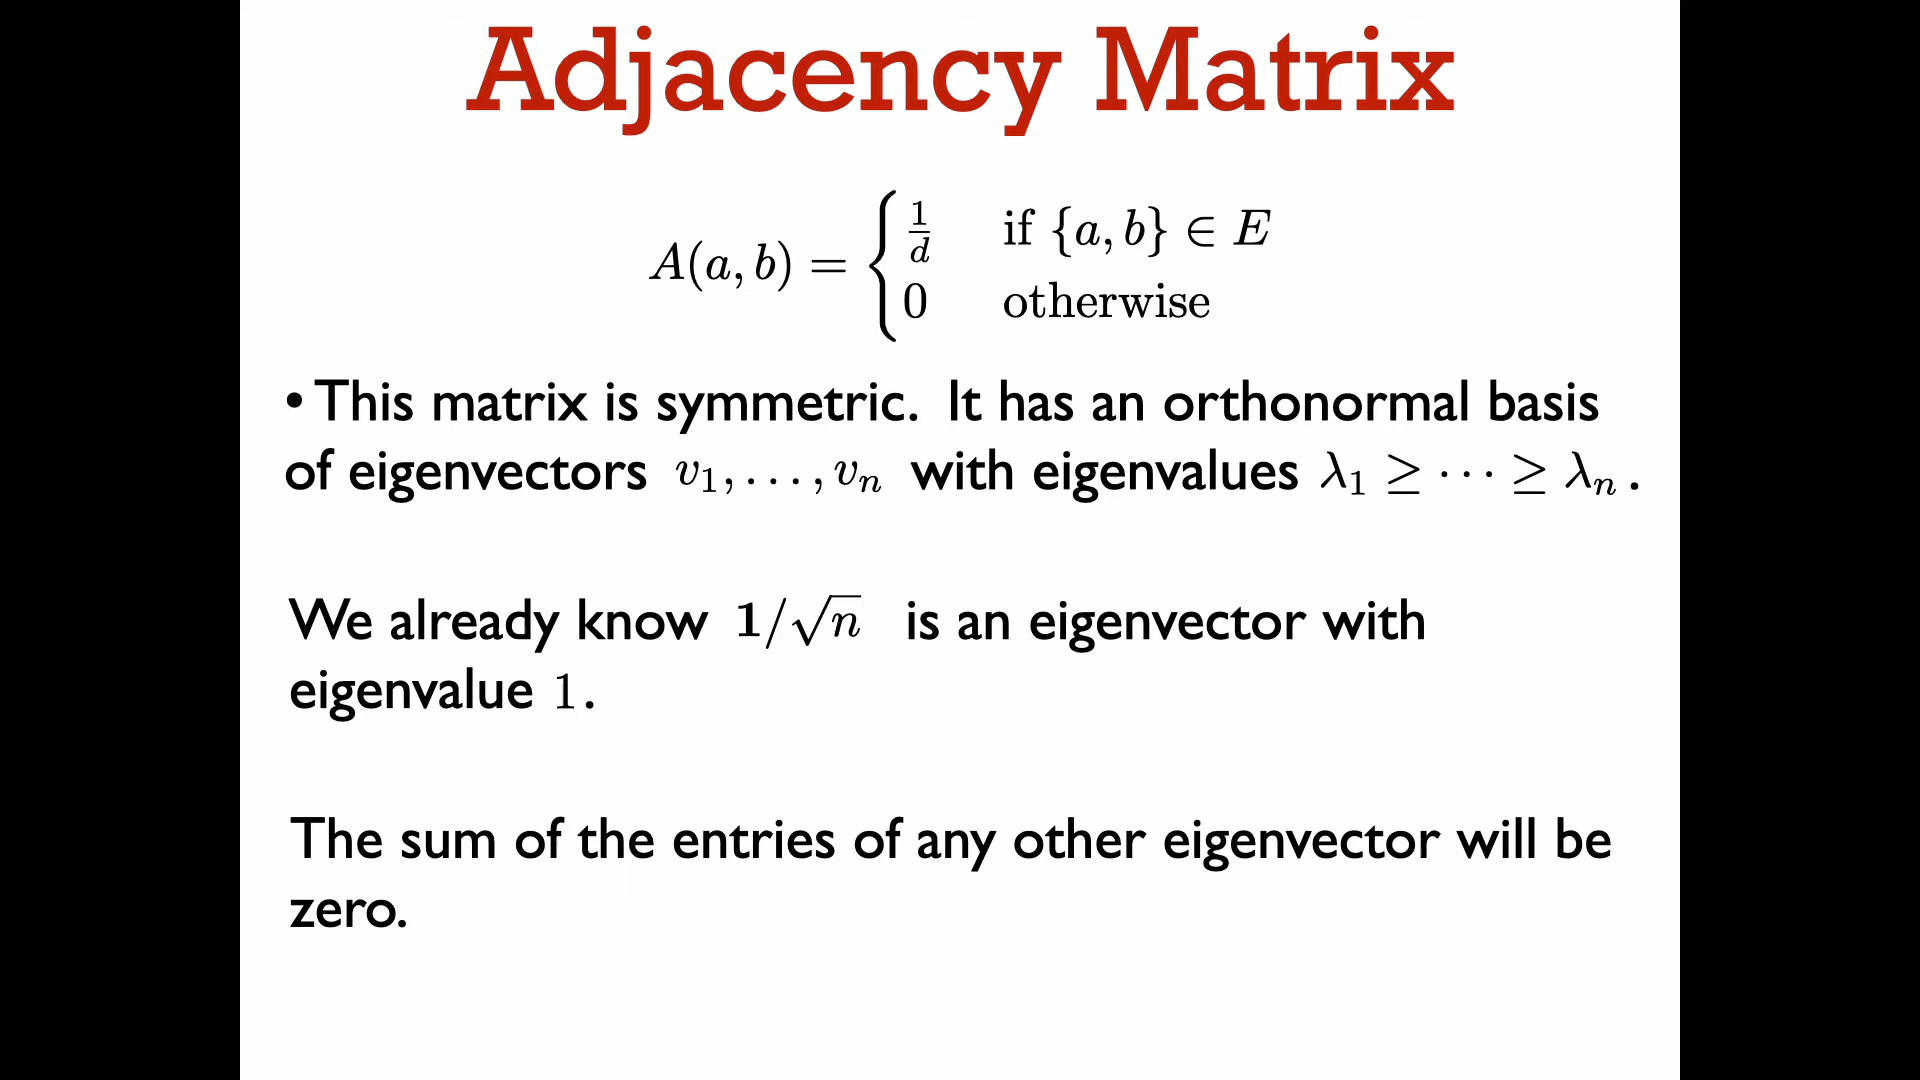 Adjacency Matrix
A(a, b) = { 1/d if {a, b} ∈ E
0 otherwise
• This matrix is symmetric. It has an orthonormal basis
of eigenvectors v₁, . . . , vₙ with eigenvalues λ₁ ≥ · · · ≥ λₙ .
We already know 𝟏/√n is an eigenvector with
eigenvalue 1.
The sum of the entries of any other eigenvector will be
zero.